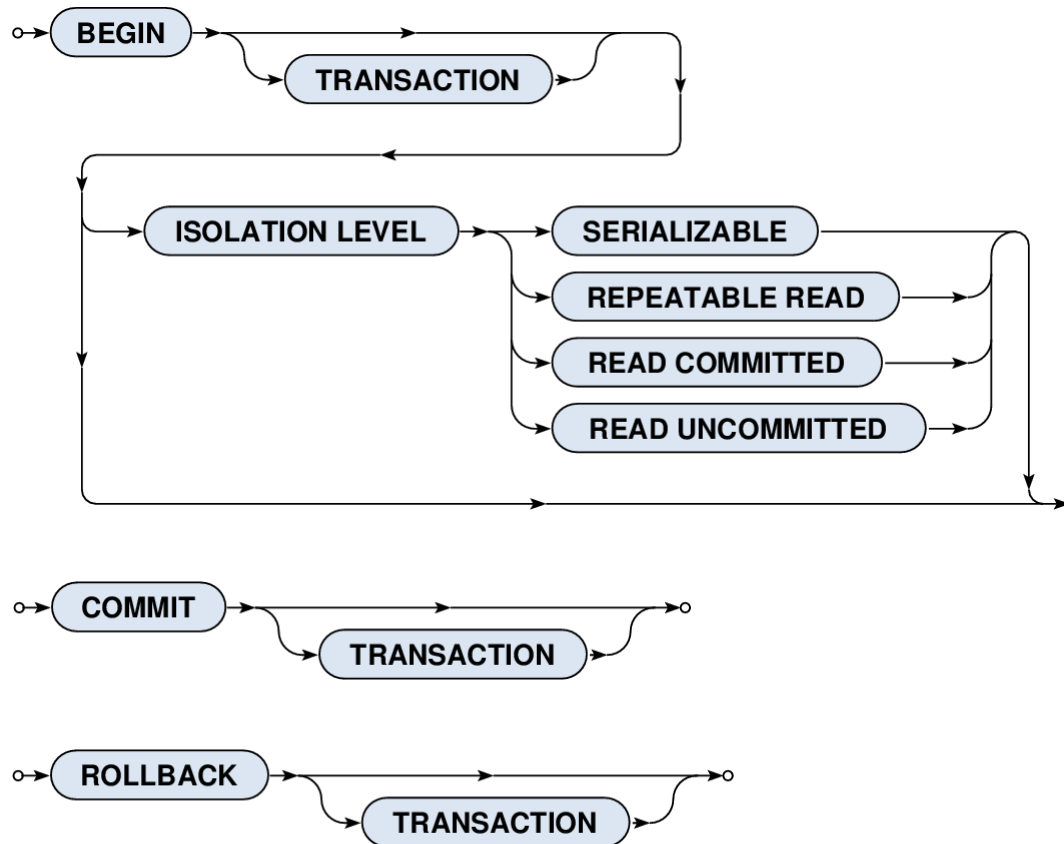 BEGIN
TRANSACTION
ISOLATION LEVEL
SERIALIZABLE
REPEATABLE READ
READ COMMITTED
READ UNCOMMITTED
COMMIT
TRANSACTION
ROLLBACK
TRANSACTION